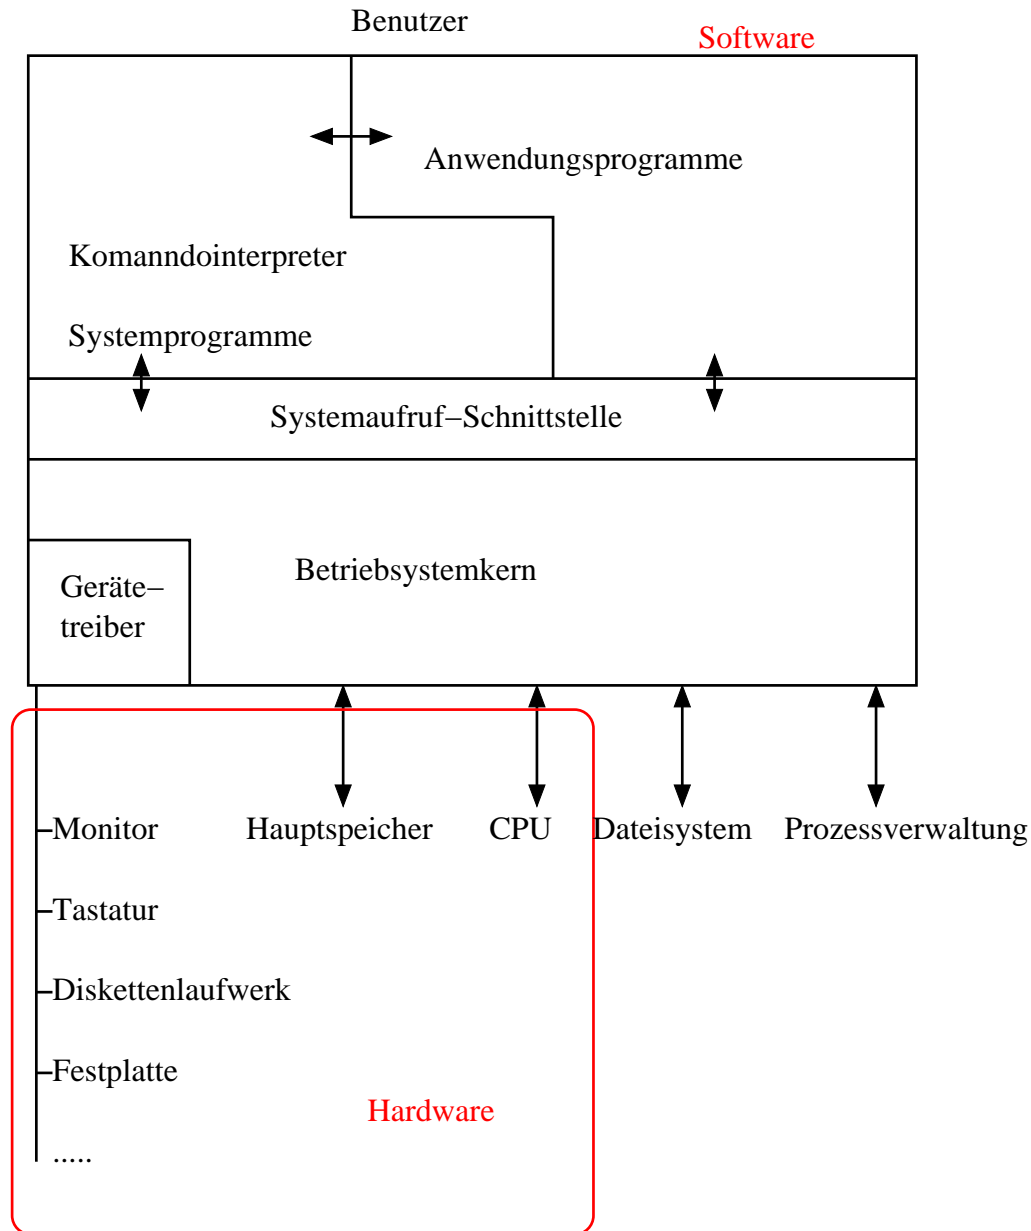 Benutzer
Software
Anwendungsprogramme
Komanndointerpreter
Systemprogramme
Systemaufruf−Schnittstelle
Betriebsystemkern
Geräte−
treiber
Monitor
Hauptspeicher
CPU
Dateisystem
Prozessverwaltung
Tastatur
Diskettenlaufwerk
Festplatte
Hardware
.....